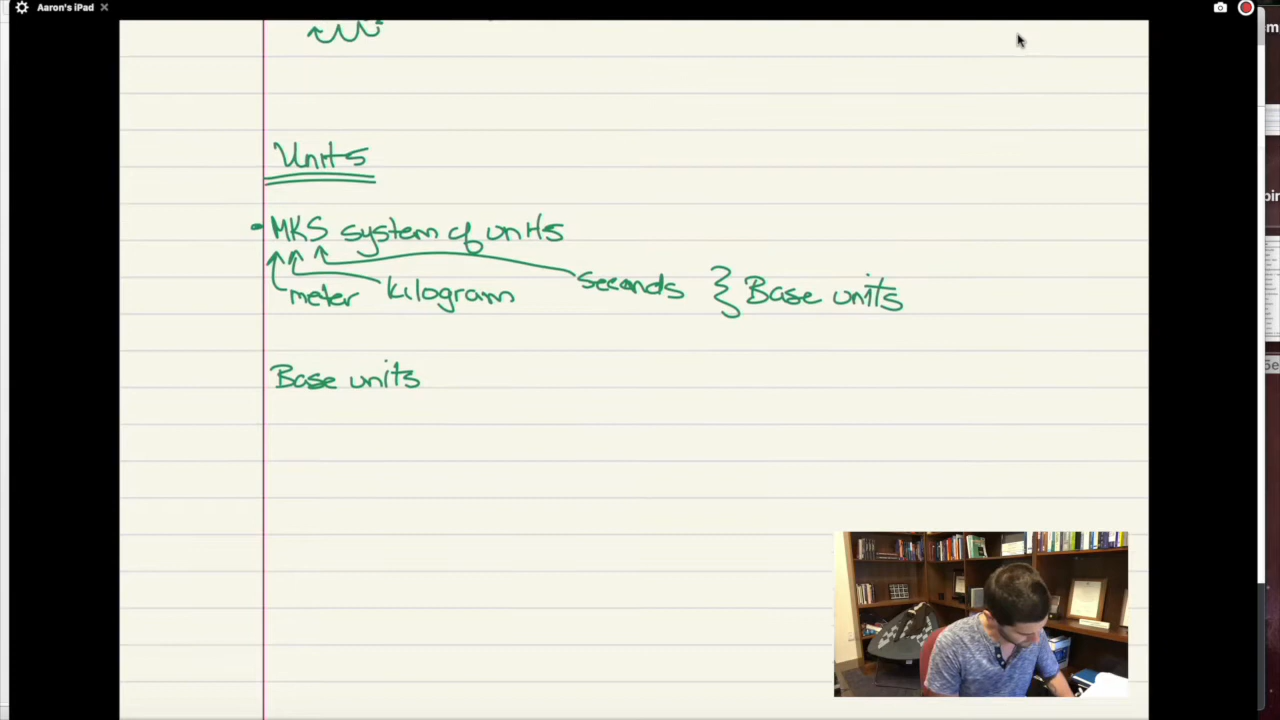 Aaron's iPad
Units
MKS system of units
meter kilogram seconds } Base units
Base units